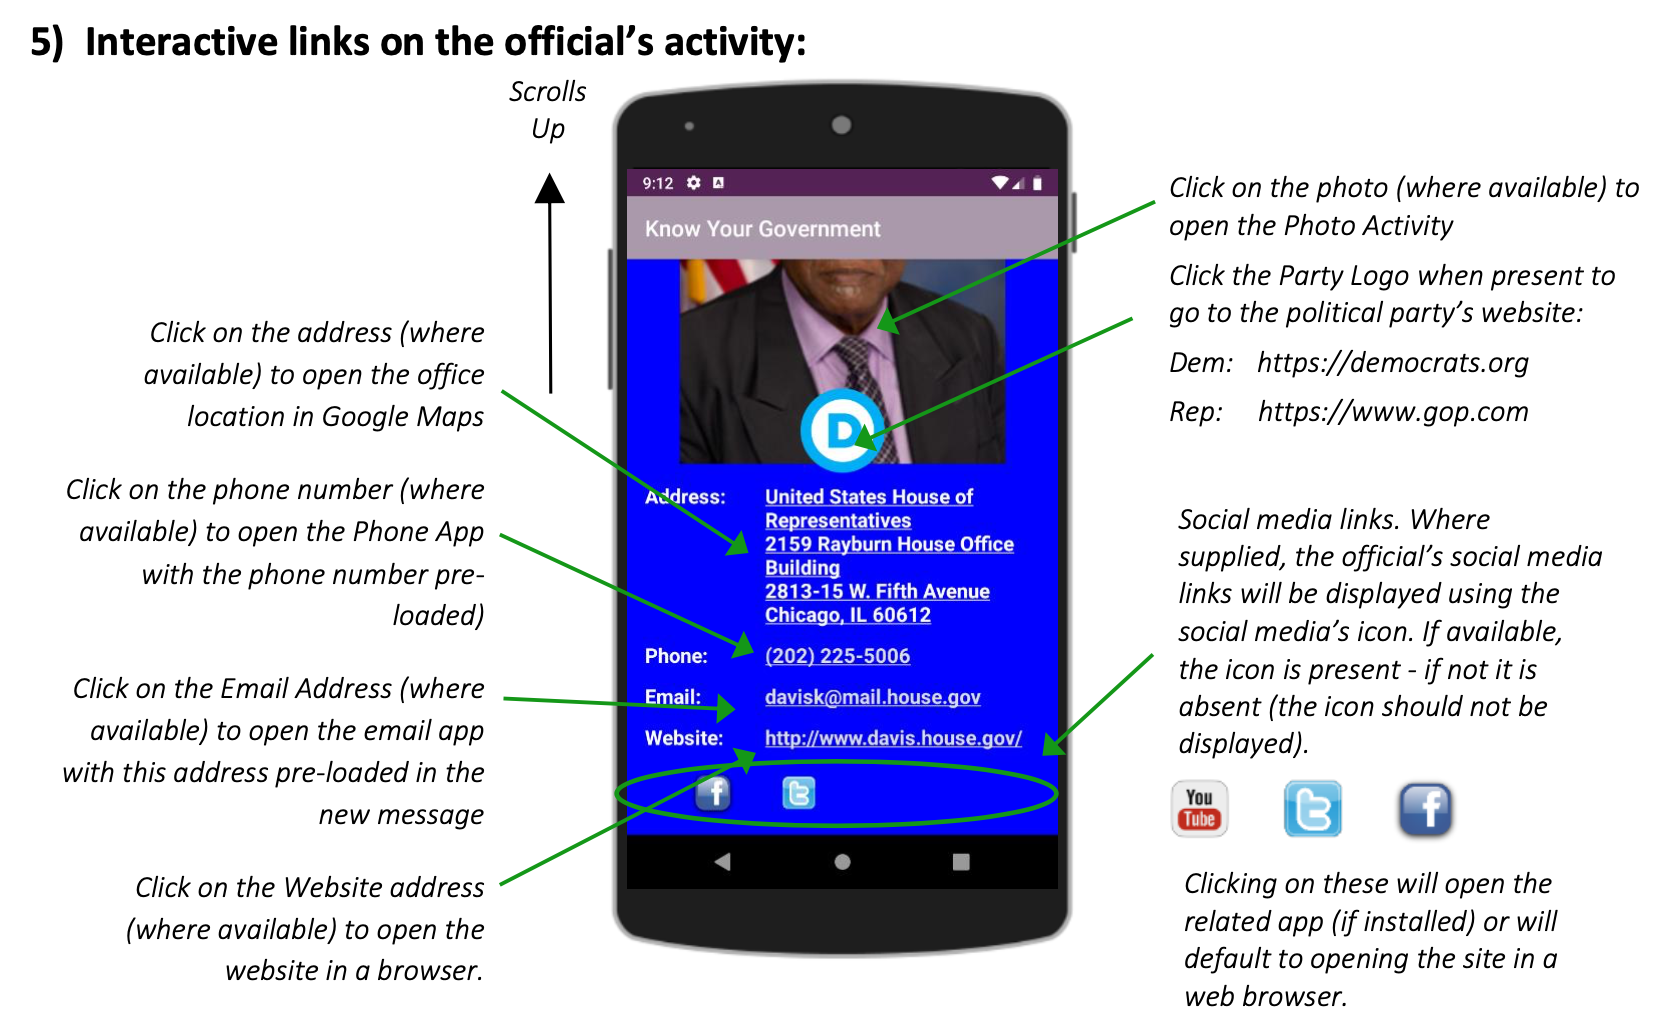 5) Interactive links on the official’s activity:
Scrolls
Up
Click on the address (where
available) to open the office
location in Google Maps
Click on the phone number (where
available) to open the Phone App
with the phone number pre-
loaded)
Click on the Email Address (where
available) to open the email app
with this address pre-loaded in the
new message
Click on the Website address
(where available) to open the
website in a browser.
9:12
A
Know Your Government
D
Address:
United States House of
Representatives
2159 Rayburn House Office
Building
2813-15 W. Fifth Avenue
Chicago, IL 60612
Phone:
(202) 225-5006
Email:
davisk@mail.house.gov
Website:
http://www.davis.house.gov/
f
t
Click on the photo (where available) to
open the Photo Activity
Click the Party Logo when present to
go to the political party’s website:
Dem: https://democrats.org
Rep: https://www.gop.com
Social media links. Where
supplied, the official’s social media
links will be displayed using the
social media’s icon. If available,
the icon is present - if not it is
absent (the icon should not be
displayed).
You
Tube
t
f
Clicking on these will open the
related app (if installed) or will
default to opening the site in a
web browser.